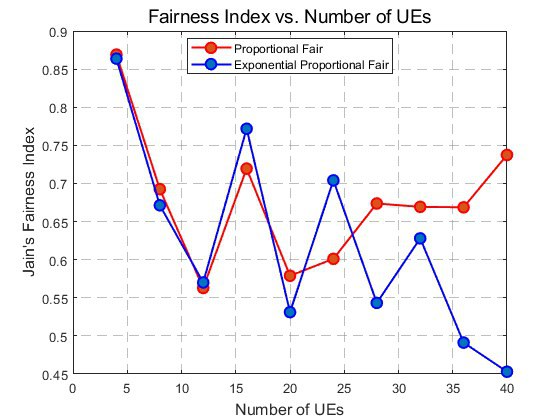 Fairness Index vs. Number of UEs
Proportional Fair
Exponential Proportional Fair
Jain's Fairness Index
0.9
0.85
0.8
0.75
0.7
0.65
0.6
0.55
0.5
0.45
0 5 10 15 20 25 30 35 40
Number of UEs